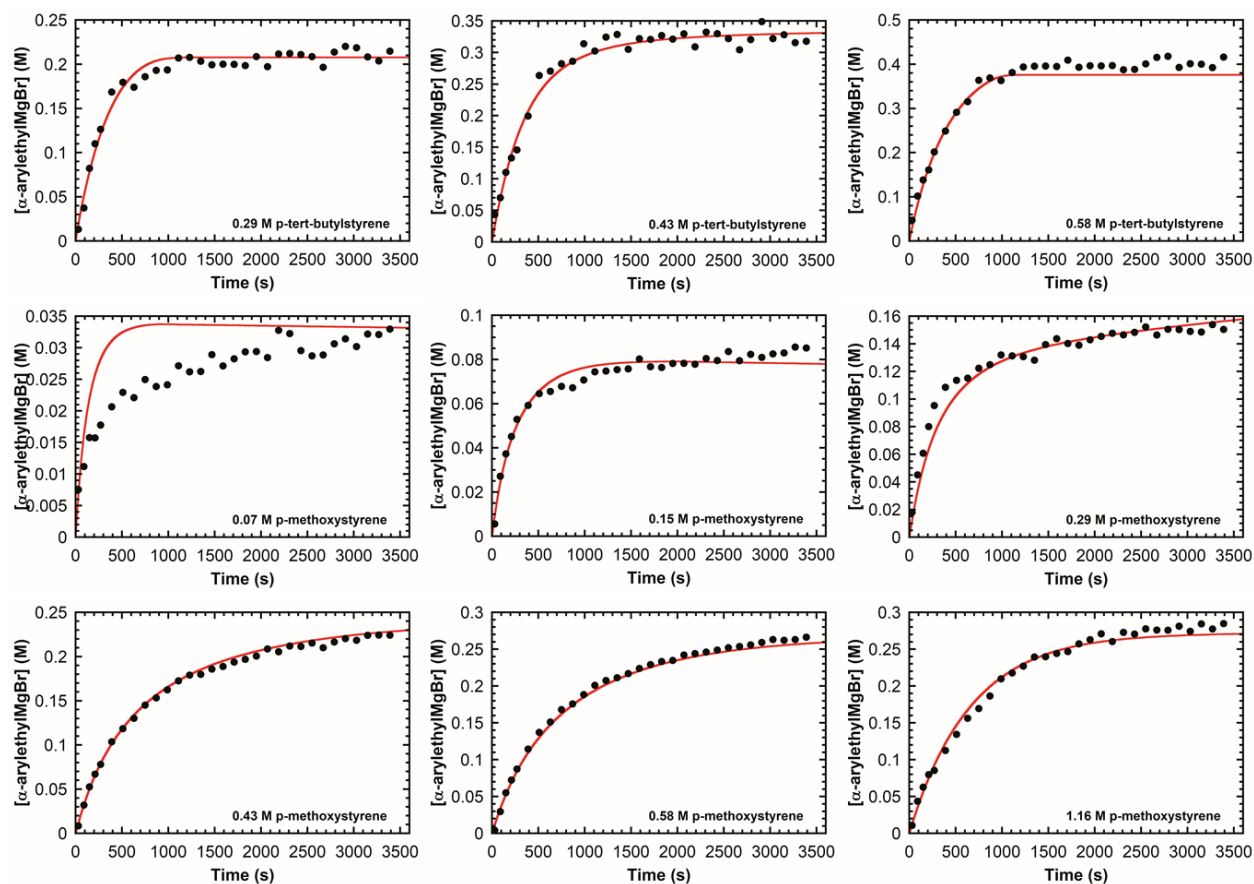 [α-arylethylMgBr] (M)
0.25
0.2
0.15
0.1
0.05
0
0.29 M p-tert-butylstyrene
0 500 1000 1500 2000 2500 3000 3500
Time (s)
[α-arylethylMgBr] (M)
0.35
0.3
0.25
0.2
0.15
0.1
0.05
0
0.43 M p-tert-butylstyrene
0 500 1000 1500 2000 2500 3000 3500
Time (s)
[α-arylethylMgBr] (M)
0.5
0.4
0.3
0.2
0.1
0
0.58 M p-tert-butylstyrene
0 500 1000 1500 2000 2500 3000 3500
Time (s)
[α-arylethylMgBr] (M)
0.035
0.03
0.025
0.02
0.015
0.01
0.005
0
0.07 M p-methoxystyrene
0 500 1000 1500 2000 2500 3000 3500
Time (s)
[α-arylethylMgBr] (M)
0.1
0.08
0.06
0.04
0.02
0
0.15 M p-methoxystyrene
0 500 1000 1500 2000 2500 3000 3500
Time (s)
[α-arylethylMgBr] (M)
0.16
0.14
0.12
0.1
0.08
0.06
0.04
0.02
0
0.29 M p-methoxystyrene
0 500 1000 1500 2000 2500 3000 3500
Time (s)
[α-arylethylMgBr] (M)
0.25
0.2
0.15
0.1
0.05
0
0.43 M p-methoxystyrene
0 500 1000 1500 2000 2500 3000 3500
Time (s)
[α-arylethylMgBr] (M)
0.3
0.25
0.2
0.15
0.1
0.05
0
0.58 M p-methoxystyrene
0 500 1000 1500 2000 2500 3000 3500
Time (s)
[α-arylethylMgBr] (M)
0.3
0.25
0.2
0.15
0.1
0.05
0
1.16 M p-methoxystyrene
0 500 1000 1500 2000 2500 3000 3500
Time (s)